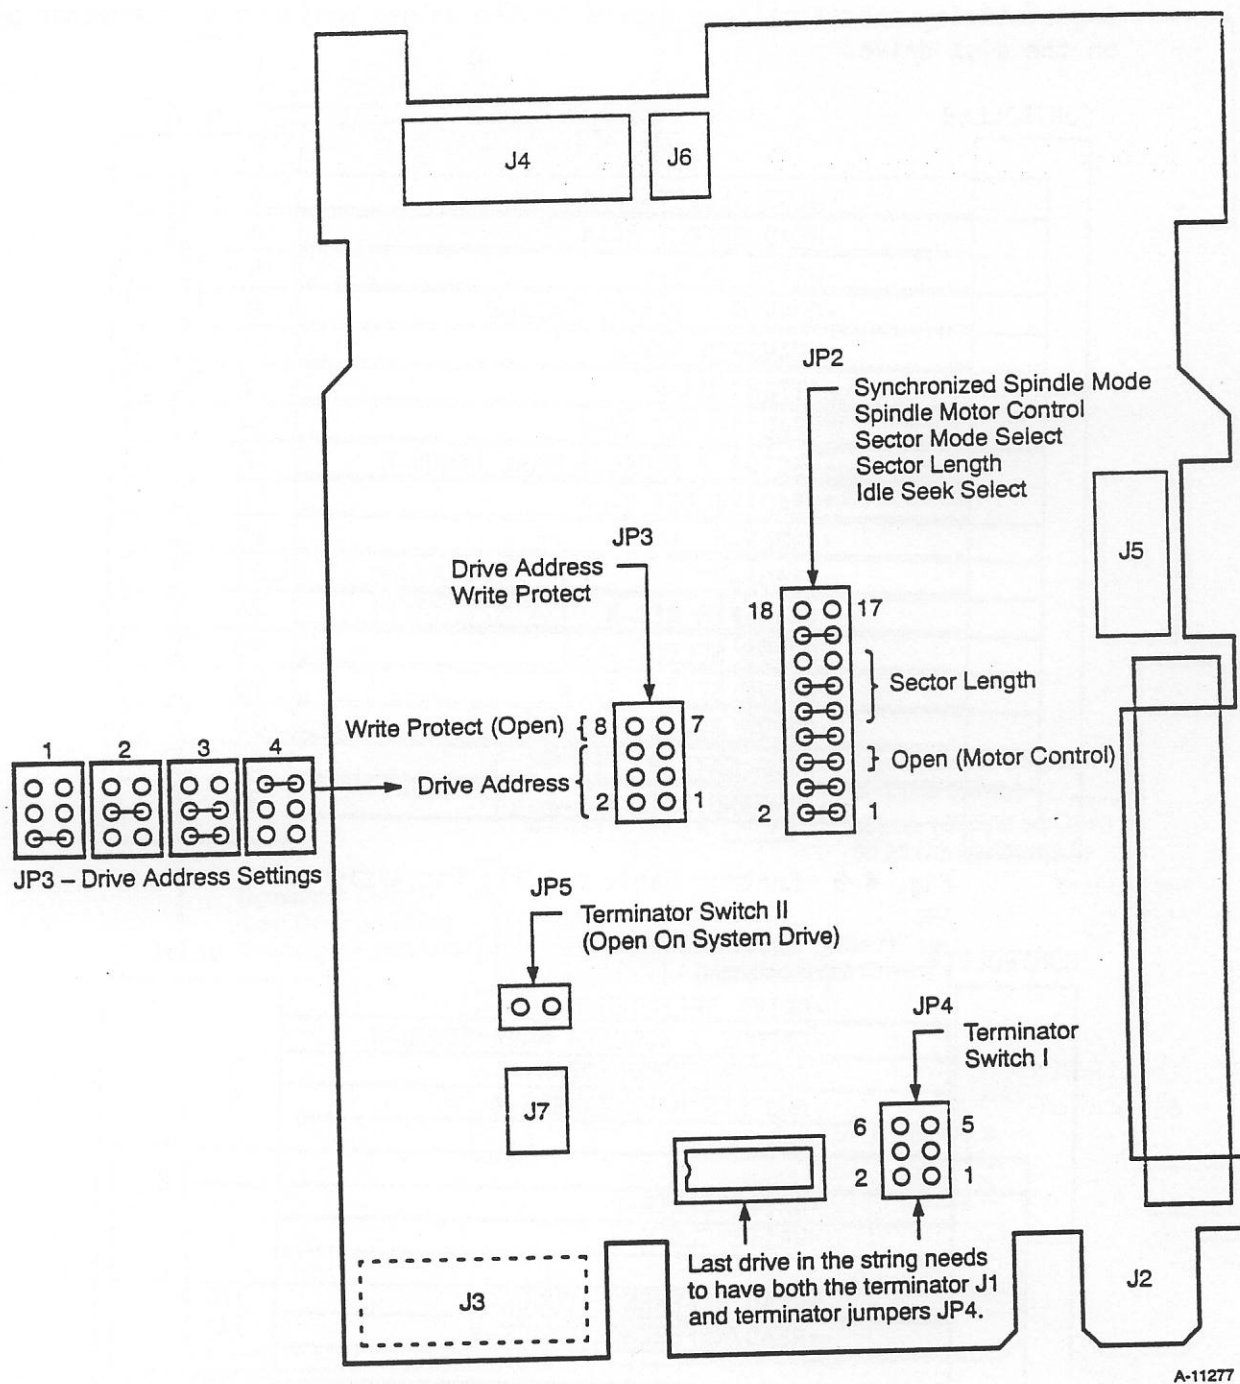 on the
J4
J6
JP2
Synchronized Spindle Mode
Spindle Motor Control
Sector Mode Select
Sector Length
Idle Seek Select
J5
JP3
Drive Address
Write Protect
18 17
Sector Length
Write Protect (Open) 8 7
Open (Motor Control)
1 2 3 4
Drive Address
2 1
2 1
JP3 – Drive Address Settings
JP5
Terminator Switch II
(Open On System Drive)
JP4
Terminator
Switch I
J7
6 5
2 1
Last drive in the string needs
to have both the terminator J1
and terminator jumpers JP4.
J3
J2
A-11277